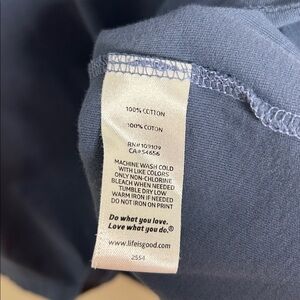 100% COTTON
100% COTON
RN#109109
CA#54656
MACHINE WASH COLD
WITH LIKE COLORS
ONLY NON-CHLORINE
BLEACH WHEN NEEDED
TUMBLE DRY LOW
WARM IRON IF NEEDED
DO NOT IRON ON PRINT
Do what you love.
Love what you do.®
www.lifeisgood.com
2554